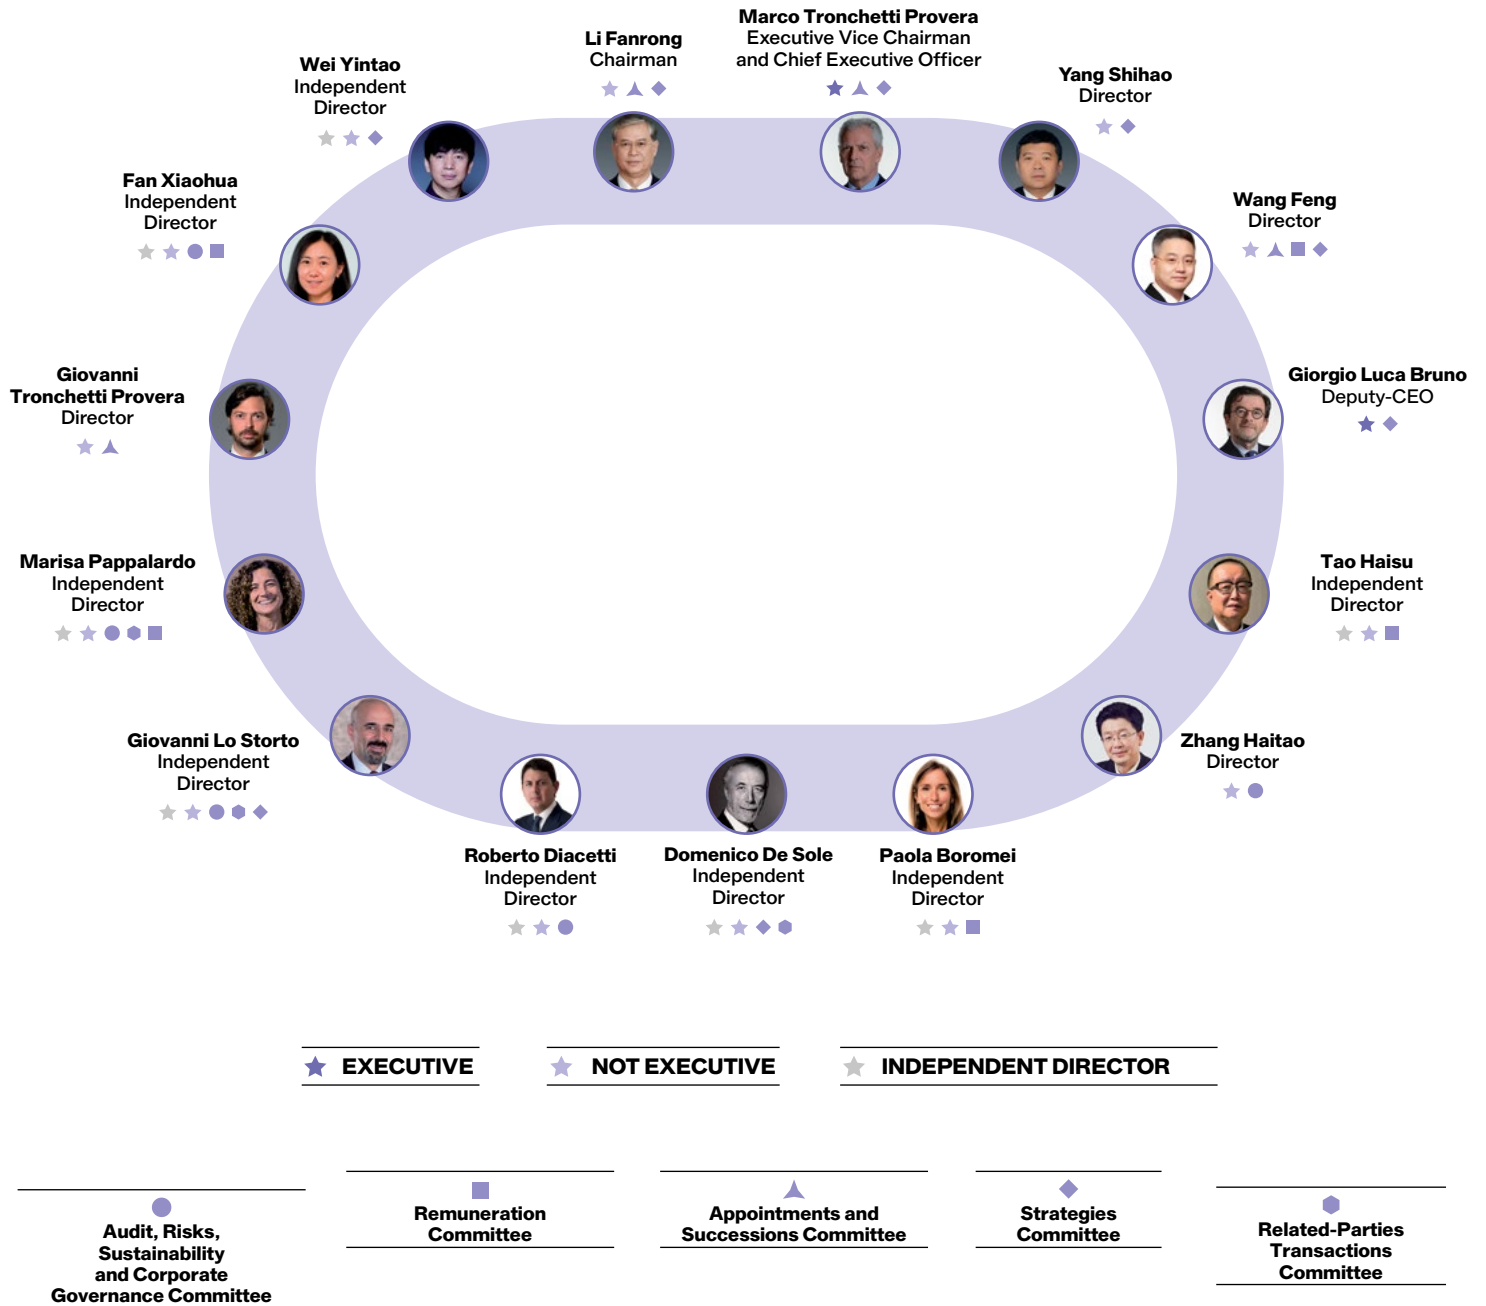 Marco Tronchetti Provera
Executive Vice Chairman
and Chief Executive Officer
Li Fanrong
Chairman
Wei Yintao
Independent
Director
Yang Shihao
Director
Fan Xiaohua
Independent
Director
Wang Feng
Director
Giovanni
Tronchetti Provera
Director
Giorgio Luca Bruno
Deputy-CEO
Marisa Pappalardo
Independent
Director
Tao Haisu
Independent
Director
Giovanni Lo Storto
Independent
Director
Zhang Haitao
Director
Roberto Diacetti
Independent
Director
Domenico De Sole
Independent
Director
Paola Boromei
Independent
Director
EXECUTIVE
NOT EXECUTIVE
INDEPENDENT DIRECTOR
Audit, Risks,
Sustainability
and Corporate
Governance Committee
Remuneration
Committee
Appointments and
Successions Committee
Strategies
Committee
Related-Parties
Transactions
Committee